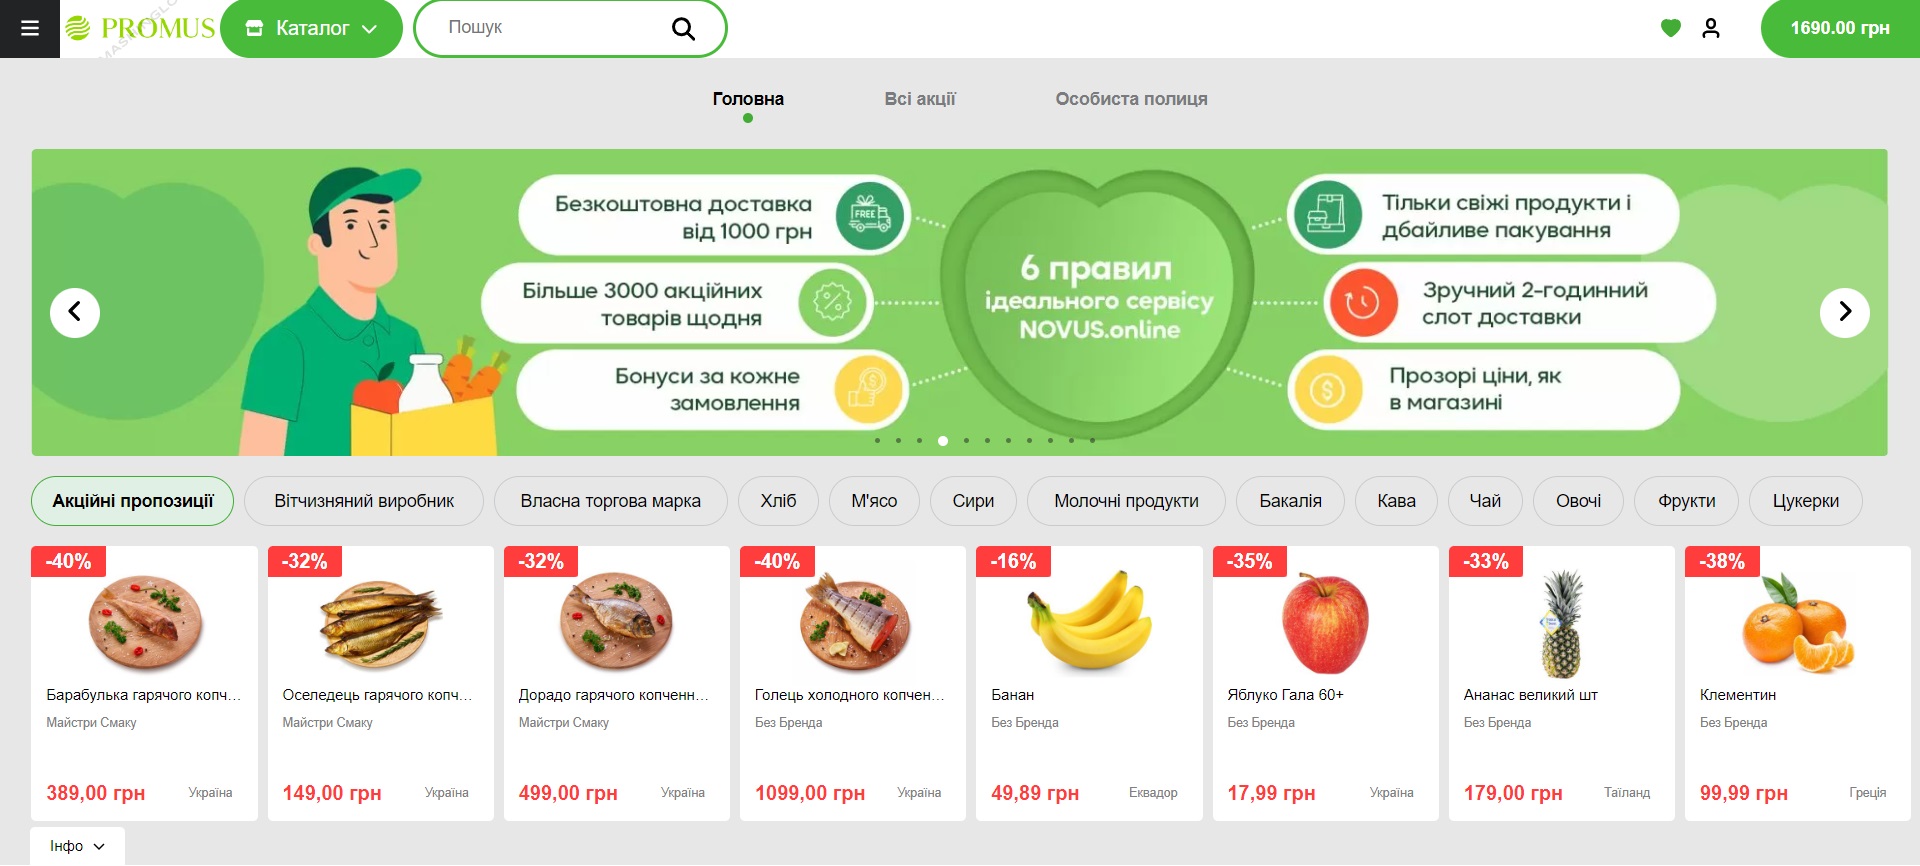 PROMUS
Каталог
Пошук
1690.00 грн
Головна
Всі акції
Особиста полиця
Безкоштовна доставка
від 1000 грн
FREE
Більше 3000 акційних
товарів щодня
Бонуси за кожне
замовлення
6 правил
ідеального сервісу
NOVUS.online
Тільки свіжі продукти і
дбайливе пакування
Зручний 2-годинний
слот доставки
Прозорі ціни, як
в магазині
Акційні пропозиції
Вітчизняний виробник
Власна торгова марка
Хліб
М'ясо
Сири
Молочні продукти
Бакалія
Кава
Чай
Овочі
Фрукти
Цукерки
-40%
Барабулька гарячого копч...
Майстри Смаку
389,00 грн
Україна
-32%
Оселедець гарячого копч...
Майстри Смаку
149,00 грн
Україна
-32%
Дорадо гарячого копченн...
Майстри Смаку
499,00 грн
Україна
-40%
Голець холодного копчен...
Без Бренда
1099,00 грн
Україна
-16%
Банан
Без Бренда
49,89 грн
Еквадор
-35%
Яблуко Гала 60+
Без Бренда
17,99 грн
Україна
-33%
Ананас великий шт
Без Бренда
179,00 грн
Таїланд
-38%
Клементин
Без Бренда
99,99 грн
Греція
Інфо